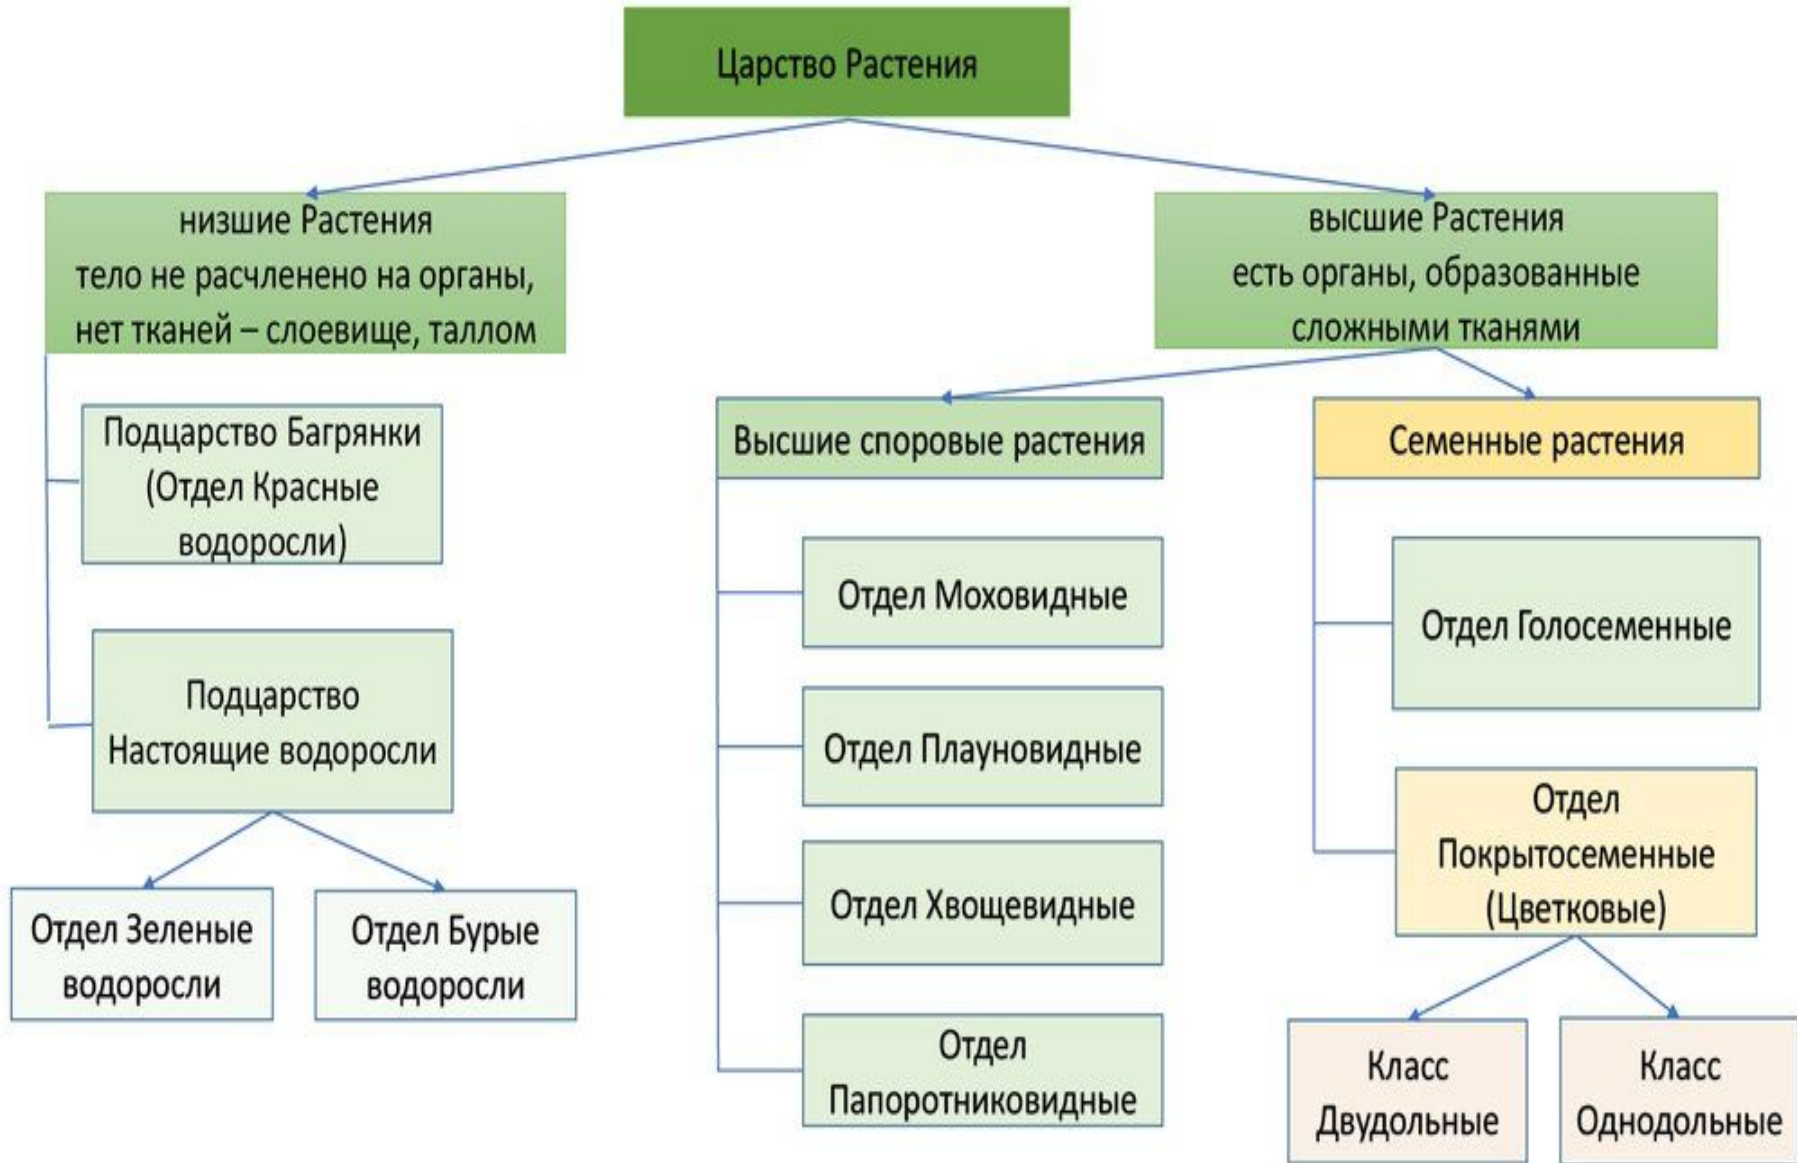 Царство Растения
низшие Растения
тело не расчленено на органы,
нет тканей – слоевище, таллом
высшие Растения
есть органы, образованные
сложными тканями
Подцарство Багрянки
(Отдел Красные
водоросли)
Подцарство
Настоящие водоросли
Отдел Зеленые
водоросли
Отдел Бурые
водоросли
Высшие споровые растения
Отдел Моховидные
Отдел Плауновидные
Отдел Хвощевидные
Отдел
Папоротниковидные
Семенные растения
Отдел Голосеменные
Отдел
Покрытосеменные
(Цветковые)
Класс
Двудольные
Класс
Однодольные